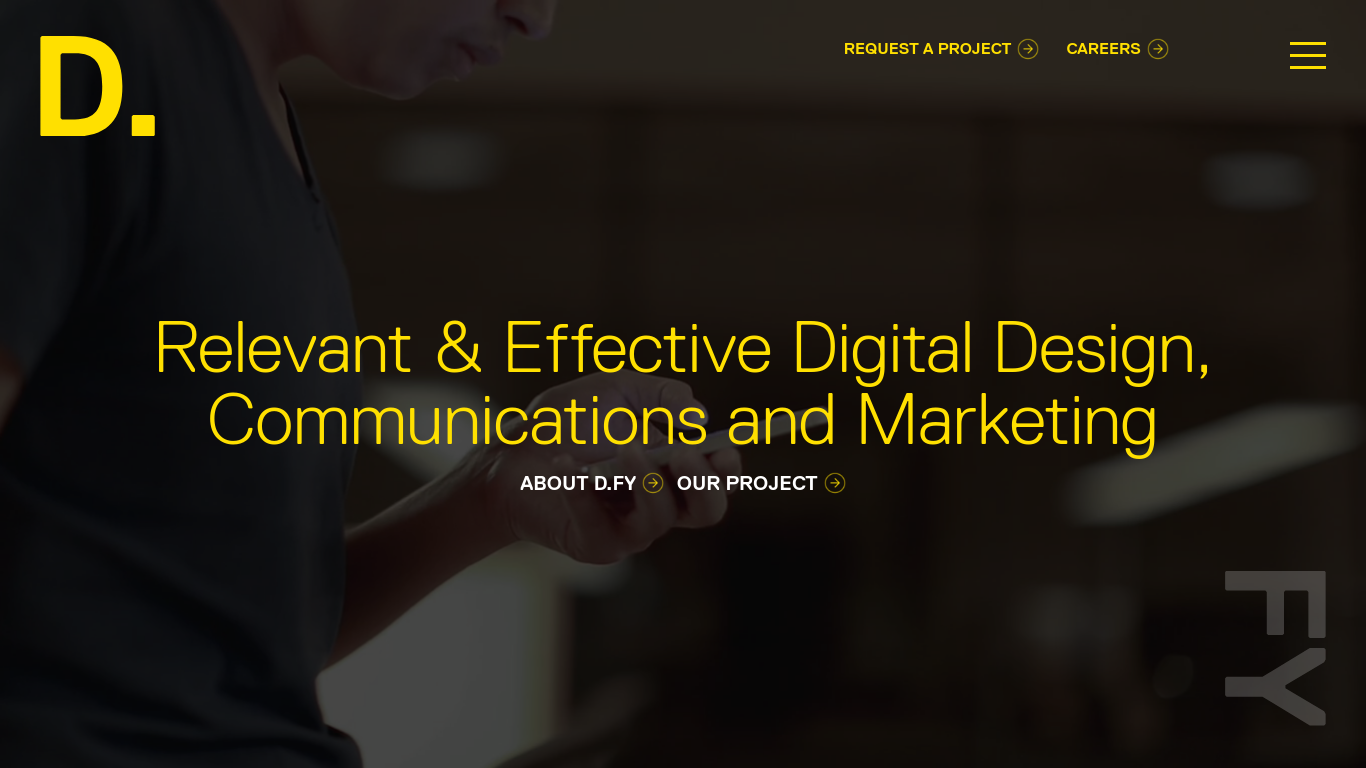 D.
REQUEST A PROJECT
CAREERS
Relevant & Effective Digital Design,
Communications and Marketing
ABOUT D.FY
OUR PROJECT
FY